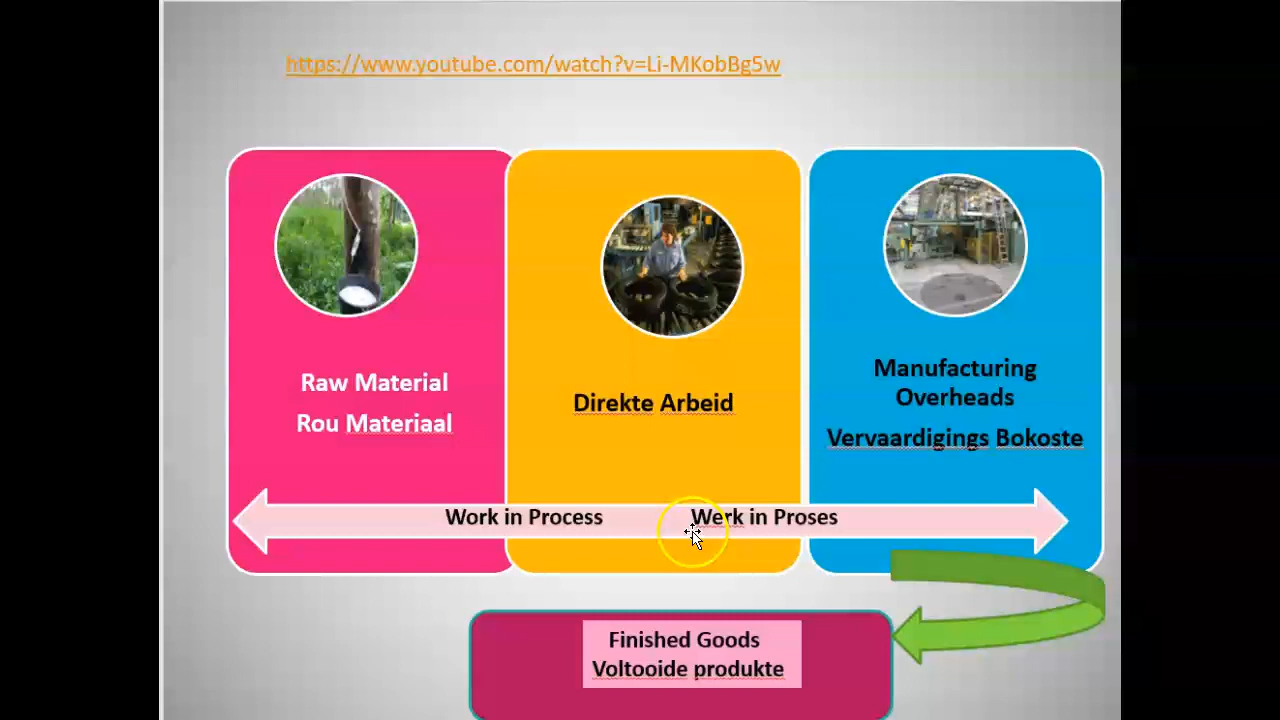 https://www.youtube.com/watch?v=Li-MKobBg5w
Raw Material
Rou Materiaal
Direkte Arbeid
Manufacturing
Overheads
Vervaardigings Bokoste
Work in Process
Werk in Proses
Finished Goods
Voltooide produkte